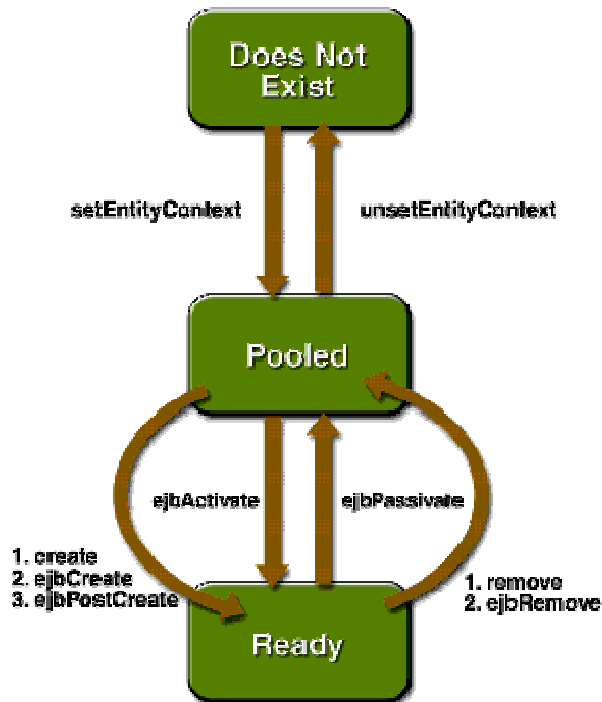 Does Not
Exist
setEntityContext
unsetEntityContext
Pooled
ejbActivate
ejbPassivate
1. create
2. ejbCreate
3. ejbPostCreate
1. remove
2. ejbRemove
Ready